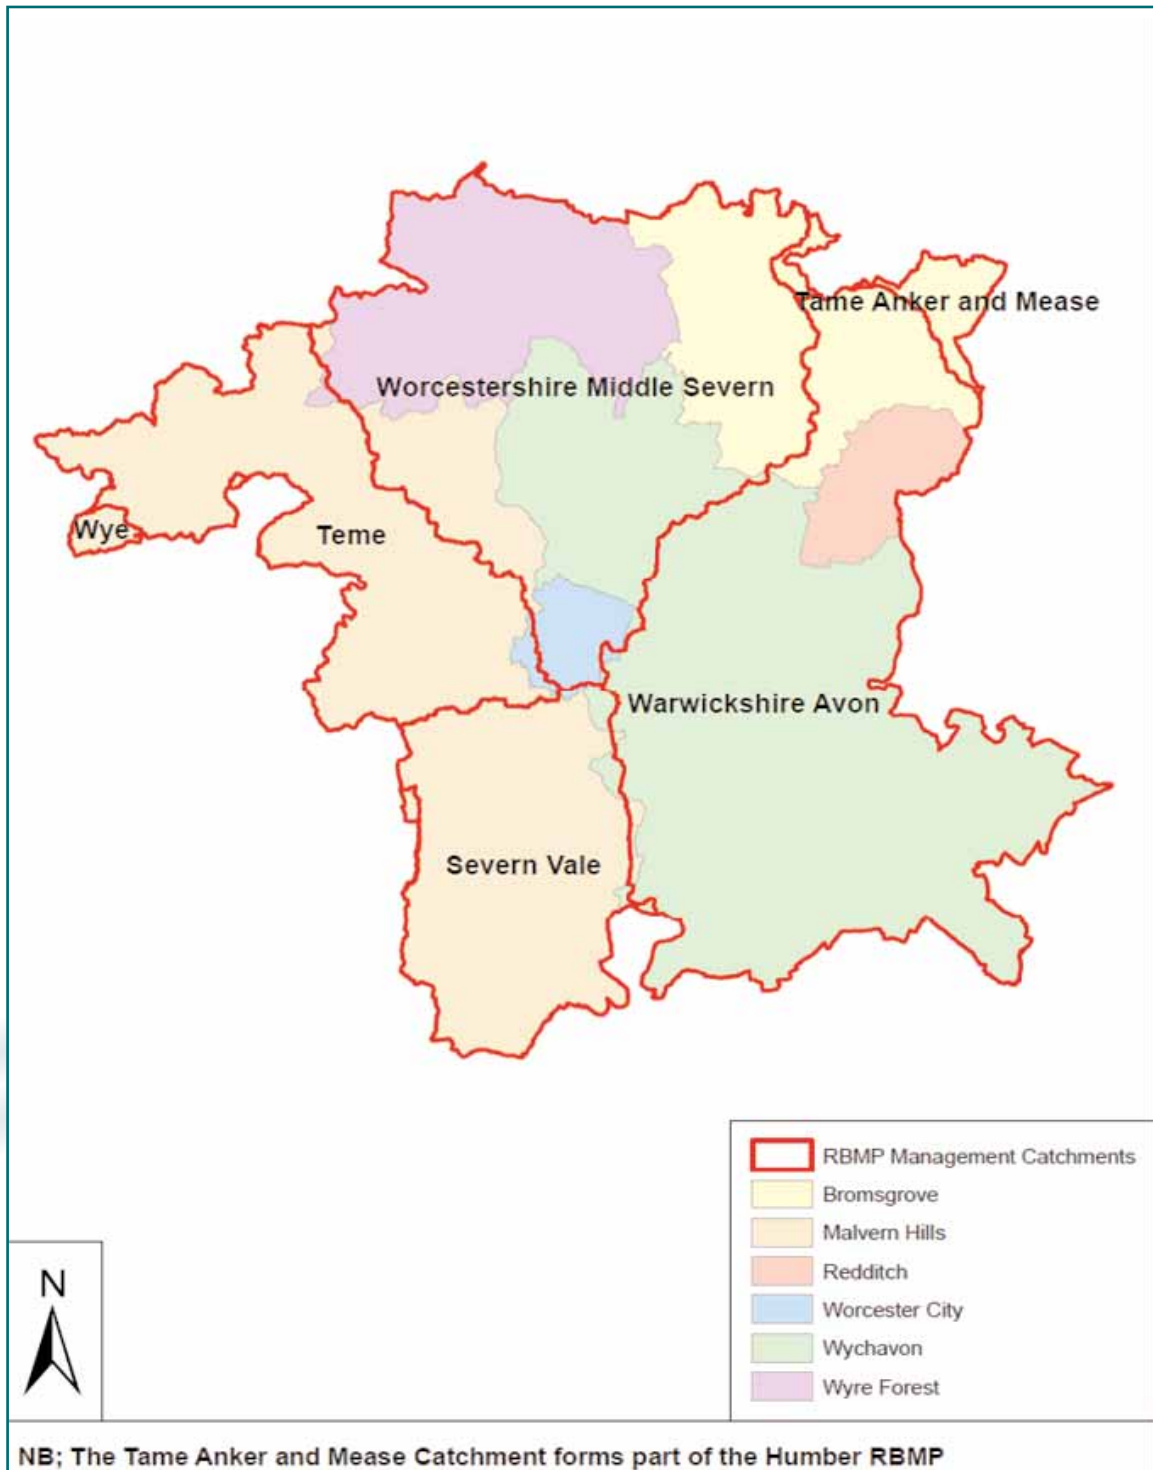 Tame Anker and Mease
Worcestershire Middle Severn
Wye
Teme
Warwickshire Avon
Severn Vale
RBMP Management Catchments
Bromsgrove
Malvern Hills
Redditch
Worcester City
Wychavon
Wyre Forest
N
NB; The Tame Anker and Mease Catchment forms part of the Humber RBMP